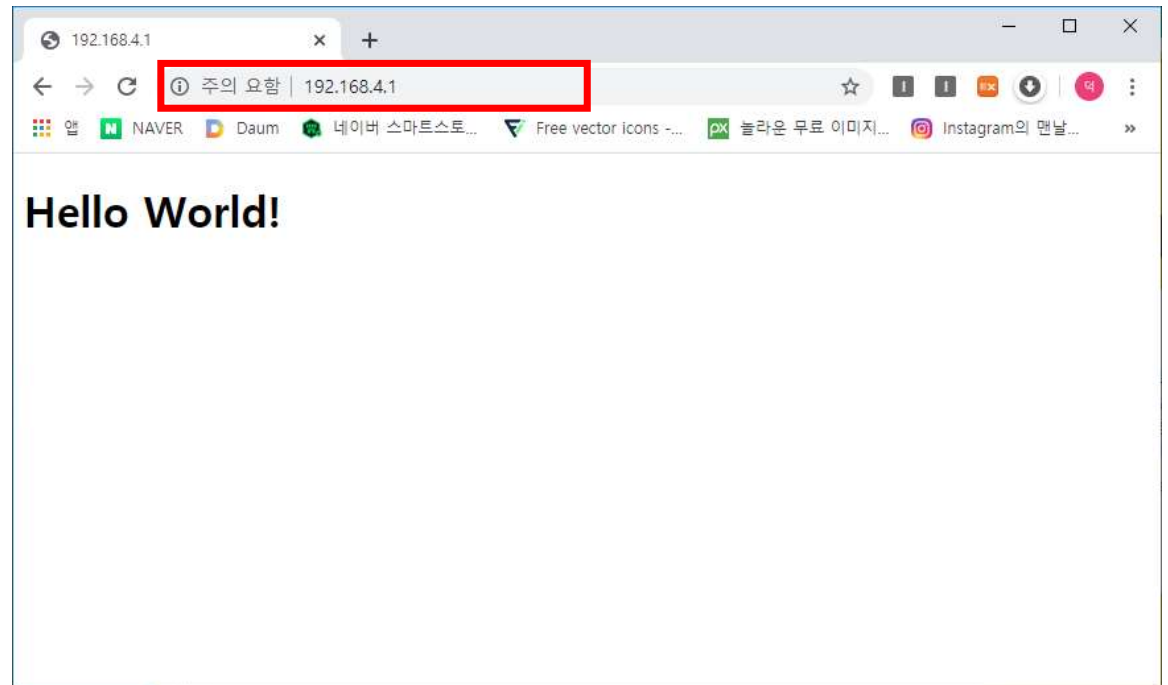 192.168.4.1
주의 요함 | 192.168.4.1
앱 NAVER Daum 네이버 스마트스토... Free vector icons -... 놀라운 무료 이미지... Instagram의 맨날...
Hello World!